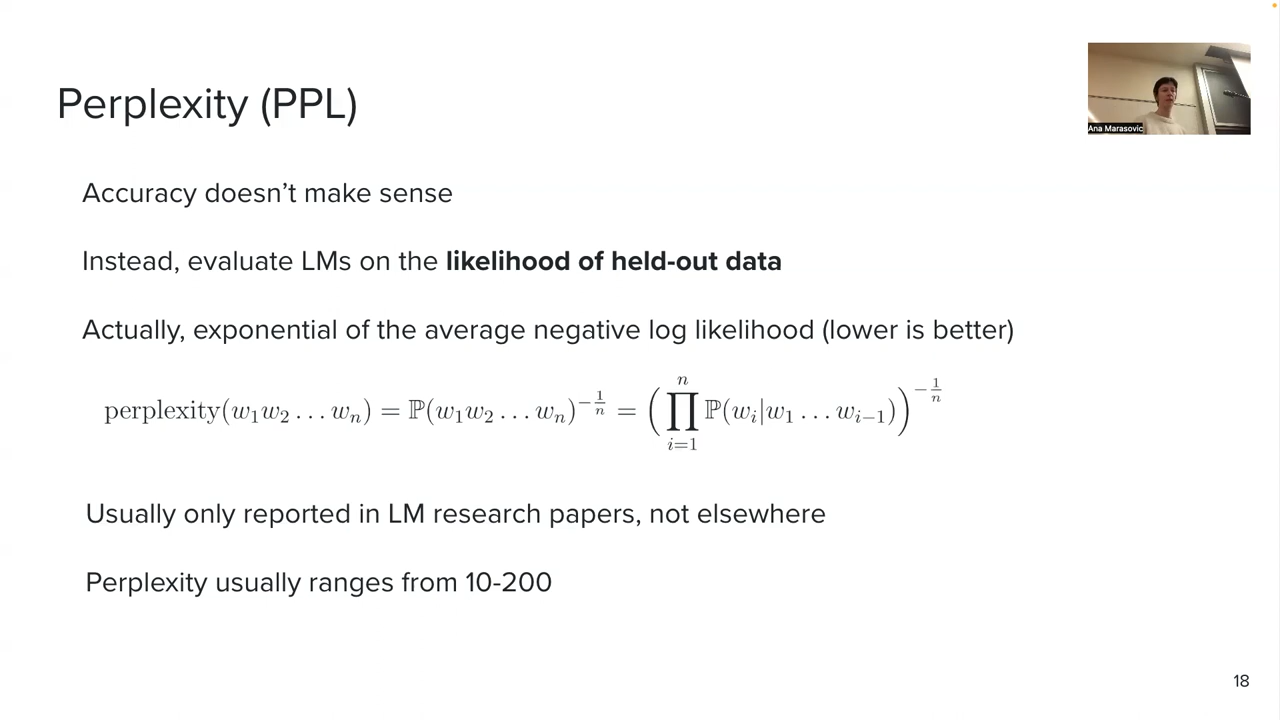 Perplexity (PPL)
Ana Marasovic
Accuracy doesn’t make sense
Instead, evaluate LMs on the likelihood of held-out data
Actually, exponential of the average negative log likelihood (lower is better)
perplexity(w₁w₂ … wₙ) = ℙ(w₁w₂ … wₙ)^{-1/n} = (∏_{i=1}^{n} ℙ(wᵢ|w₁ … wᵢ₋₁))^{-1/n}
Usually only reported in LM research papers, not elsewhere
Perplexity usually ranges from 10-200
18